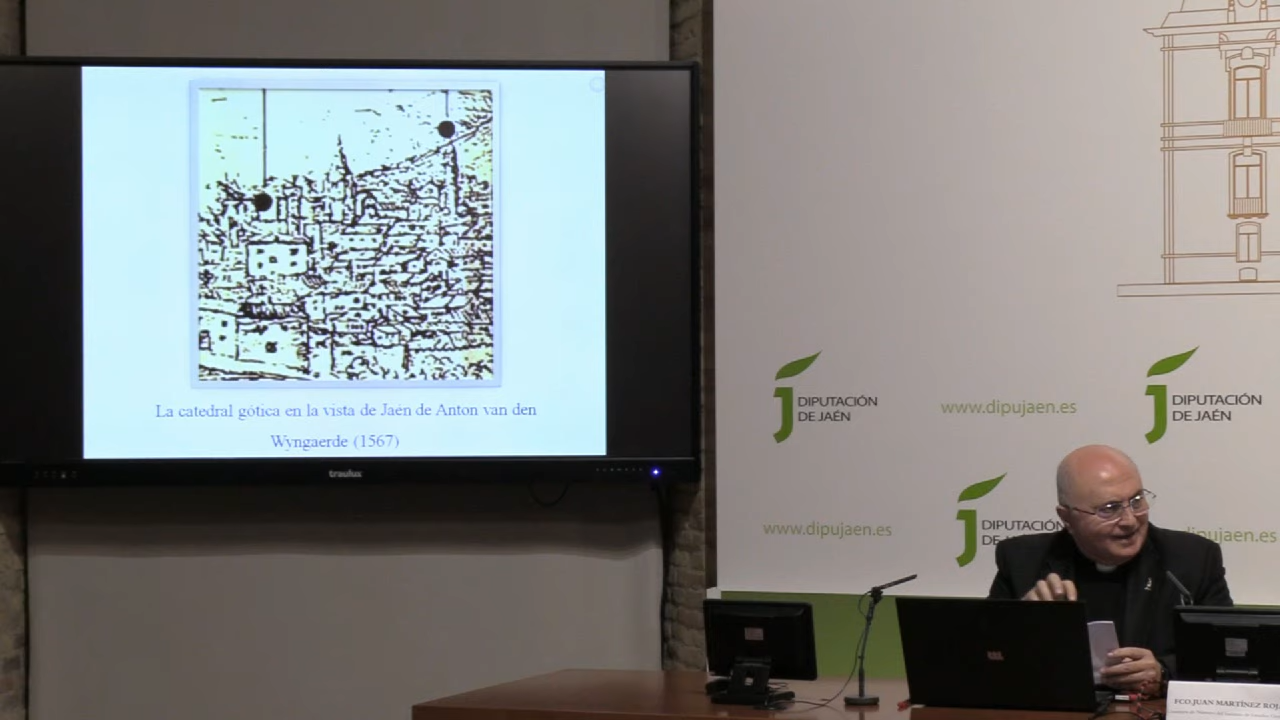 La catedral gótica en la vista de Jaén de Anton van den
Wyngaerde (1567)
traulux
DIPUTACIÓN
DE JAÉN
www.dipujaen.es
DIPUTACIÓN
DE JAÉN
www.dipujaen.es
DIPUTACIÓN
DE
dipujaen.es
FCO.JUAN MARTÍNEZ